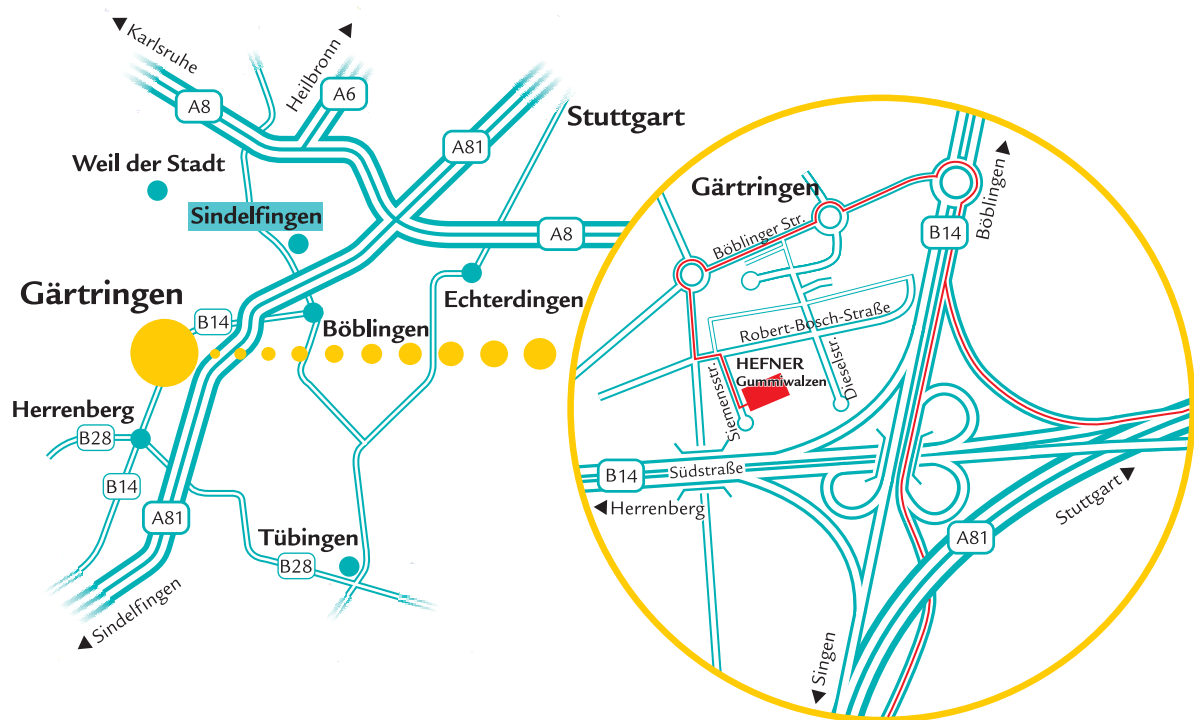 Karlsruhe
Heilbronn
A8
A6
Stuttgart
A81
Weil der Stadt
Sindelfingen
A8
Gärtringen
Echterdingen
B14
Böblingen
Herrenberg
B28
B14
A81
Tübingen
B28
Sindelfingen
Gärtringen
Böblingen
B14
Böblinger Str.
Robert-Bosch-Straße
HEFNER
Gummiwalzen
Dieselstr.
Siemensstr.
B14
Südstraße
Herrenberg
Stuttgart
A81
Singen